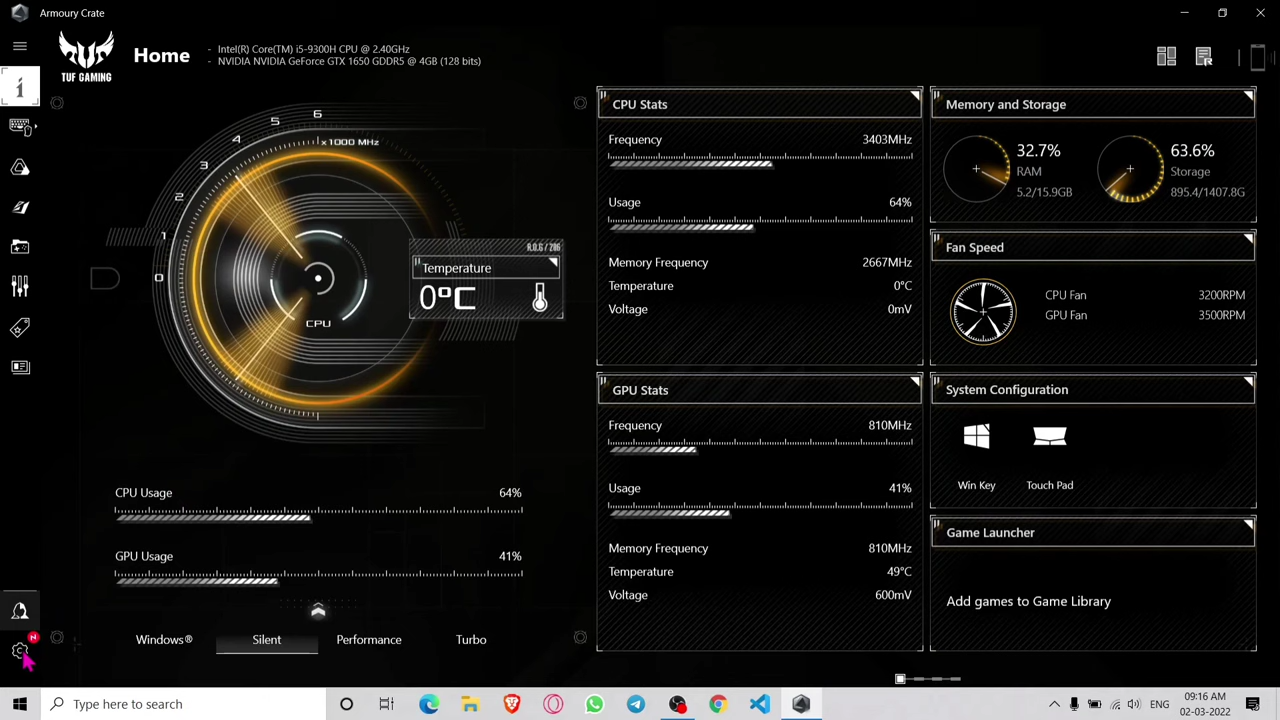 Armoury Crate
TUF GAMING
Home
- Intel(R) Core(TM) i5-9300H CPU @ 2.40GHz
- NVIDIA NVIDIA GeForce GTX 1650 GDDR5 @ 4GB (128 bits)
0
1
2
3
4
5
6
x1000 MHz
CPU
R.O.G / 286
Temperature
0°C
CPU Usage 64%
GPU Usage 41%
Windows® Silent Performance Turbo
CPU Stats
Frequency 3403MHz
Usage 64%
Memory Frequency 2667MHz
Temperature 0°C
Voltage 0mV
GPU Stats
Frequency 810MHz
Usage 41%
Memory Frequency 810MHz
Temperature 49°C
Voltage 600mV
Memory and Storage
32.7%
RAM
5.2/15.9GB
63.6%
Storage
895.4/1407.8G
Fan Speed
CPU Fan 3200RPM
GPU Fan 3500RPM
System Configuration
Win Key Touch Pad
Game Launcher
Add games to Game Library
N
Type here to search
ENG
09:16 AM
02-03-2022